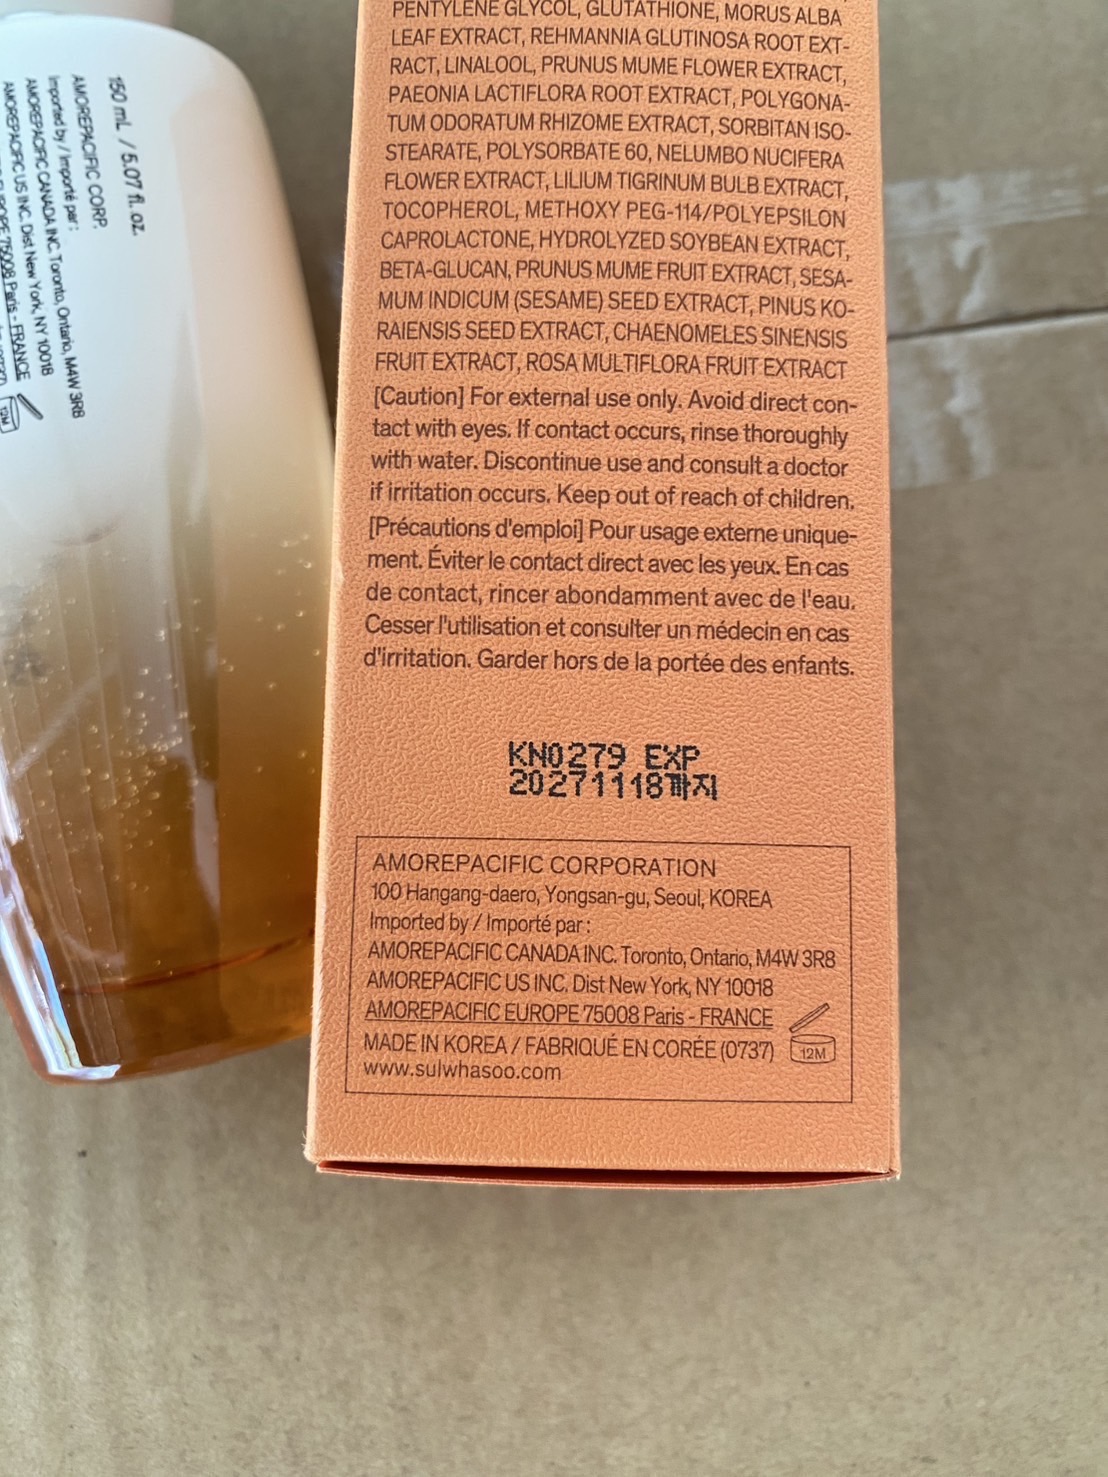 PENTYLENE GLYCOL, GLUTATHIONE, MORUS ALBA
LEAF EXTRACT, REHMANNIA GLUTINOSA ROOT EXT-
RACT, LINALOOL, PRUNUS MUME FLOWER EXTRACT,
PAEONIA LACTIFLORA ROOT EXTRACT, POLYGONA-
TUM ODORATUM RHIZOME EXTRACT, SORBITAN ISO-
STEARATE, POLYSORBATE 60, NELUMBO NUCIFERA
FLOWER EXTRACT, LILIUM TIGRINUM BULB EXTRACT,
TOCOPHEROL, METHOXY PEG-114/POLYEPSILON
CAPROLACTONE, HYDROLYZED SOYBEAN EXTRACT,
BETA-GLUCAN, PRUNUS MUME FRUIT EXTRACT, SESA-
MUM INDICUM (SESAME) SEED EXTRACT, PINUS KO-
RAIENSIS SEED EXTRACT, CHAENOMELES SINENSIS
FRUIT EXTRACT, ROSA MULTIFLORA FRUIT EXTRACT
[Caution] For external use only. Avoid direct con-
tact with eyes. If contact occurs, rinse thoroughly
with water. Discontinue use and consult a doctor
if irritation occurs. Keep out of reach of children.
[Précautions d'emploi] Pour usage externe unique-
ment. Éviter le contact direct avec les yeux. En cas
de contact, rincer abondamment avec de l'eau.
Cesser l'utilisation et consulter un médecin en cas
d'irritation. Garder hors de la portée des enfants.
KN0279 EXP
20271118까지
AMOREPACIFIC CORPORATION
100 Hangang-daero, Yongsan-gu, Seoul, KOREA
Imported by / Importé par :
AMOREPACIFIC CANADA INC. Toronto, Ontario, M4W 3R8
AMOREPACIFIC US INC. Dist New York, NY 10018
AMOREPACIFIC EUROPE 75008 Paris - FRANCE
MADE IN KOREA / FABRIQUÉ EN CORÉE (0737)
12M
www.sulwhasoo.com
150 mL / 5.07 fl. oz.
AMOREPACIFIC CORP.
Imported by / Importé par :
AMOREPACIFIC CANADA INC. Toronto, Ontario, M4W 3R8
AMOREPACIFIC US INC. Dist New York, NY 10018
75008 Paris - FRANCE
12M